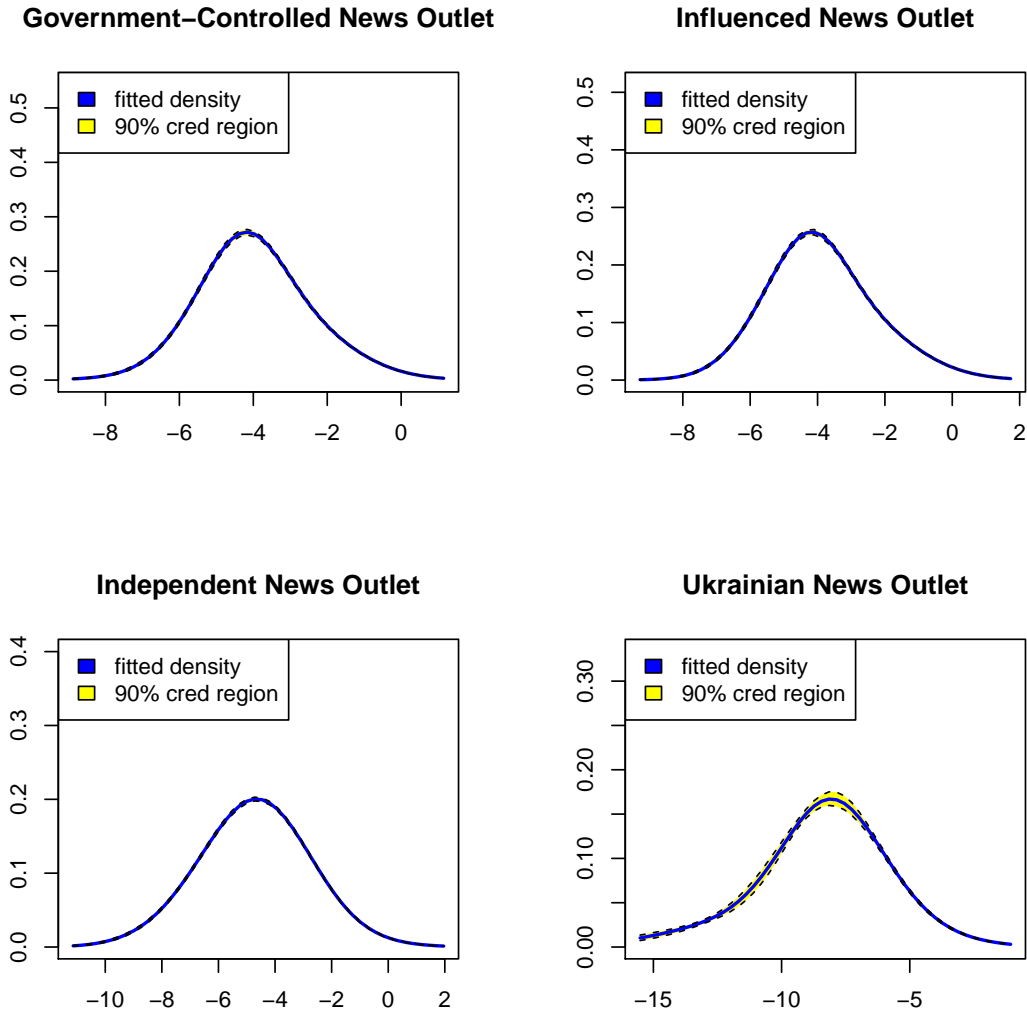 Government−Controlled News Outlet
fitted density
90% cred region
0.0 0.1 0.2 0.3 0.4 0.5
−8 −6 −4 −2 0
Influenced News Outlet
fitted density
90% cred region
0.0 0.1 0.2 0.3 0.4 0.5
−8 −6 −4 −2 0 2
Independent News Outlet
fitted density
90% cred region
0.0 0.1 0.2 0.3 0.4
−10 −8 −6 −4 −2 0 2
Ukrainian News Outlet
fitted density
90% cred region
0.00 0.10 0.20 0.30
−15 −10 −5